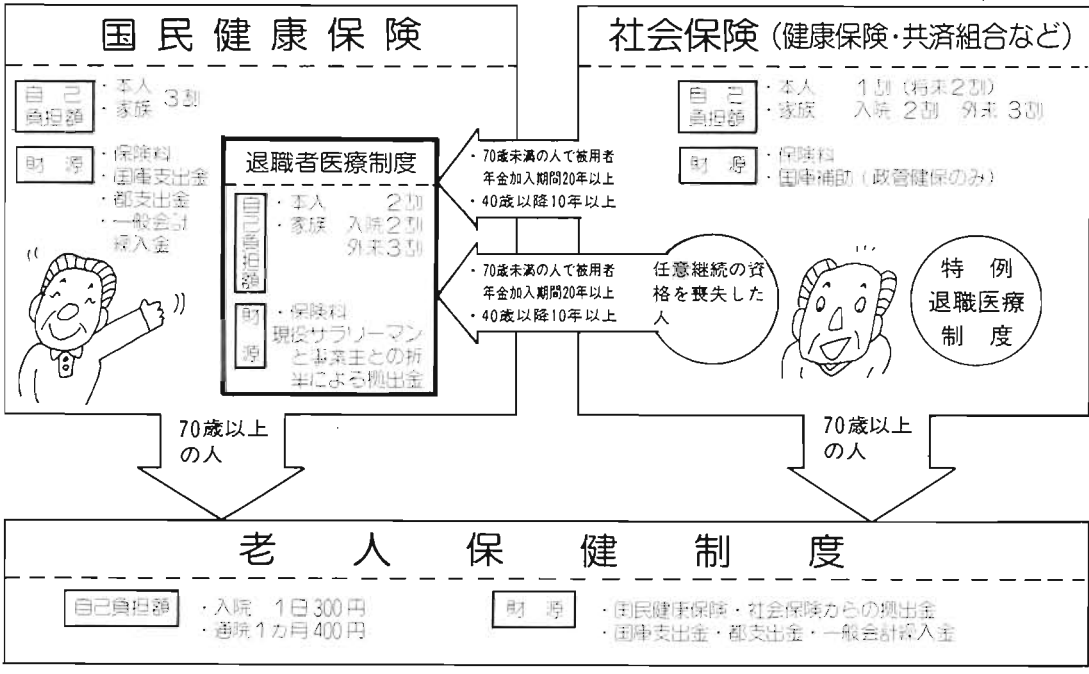 国民健康保険
自己負担額
・本人
・家族 3割
財源
・保険料
・国庫支出金
・都支出金
・一般会計
繰入金
退職者医療制度
自己負担額
・本人 2割
・家族 入院2割
外来3割
財源
・保険料
現役サラリーマン
と事業主との折
半による拠出金
・70歳未満の人で被用者
年金加入期間20年以上
・40歳以降10年以上
・70歳未満の人で被用者
年金加入期間20年以上
・40歳以降10年以上
社会保険(健康保険・共済組合など)
自己負担額
・本人 1割(将来2割)
・家族 入院2割 外来3割
財源
・保険料
・国庫補助(政管健保のみ)
任意継続の資
格を喪失した
人
特例
退職医療
制度
70歳以上
の人
70歳以上
の人
老人保健制度
自己負担額
・入院 1日300円
・通院1カ月400円
財源
・国民健康保険・社会保険からの拠出金
・国庫支出金・都支出金・一般会計繰入金